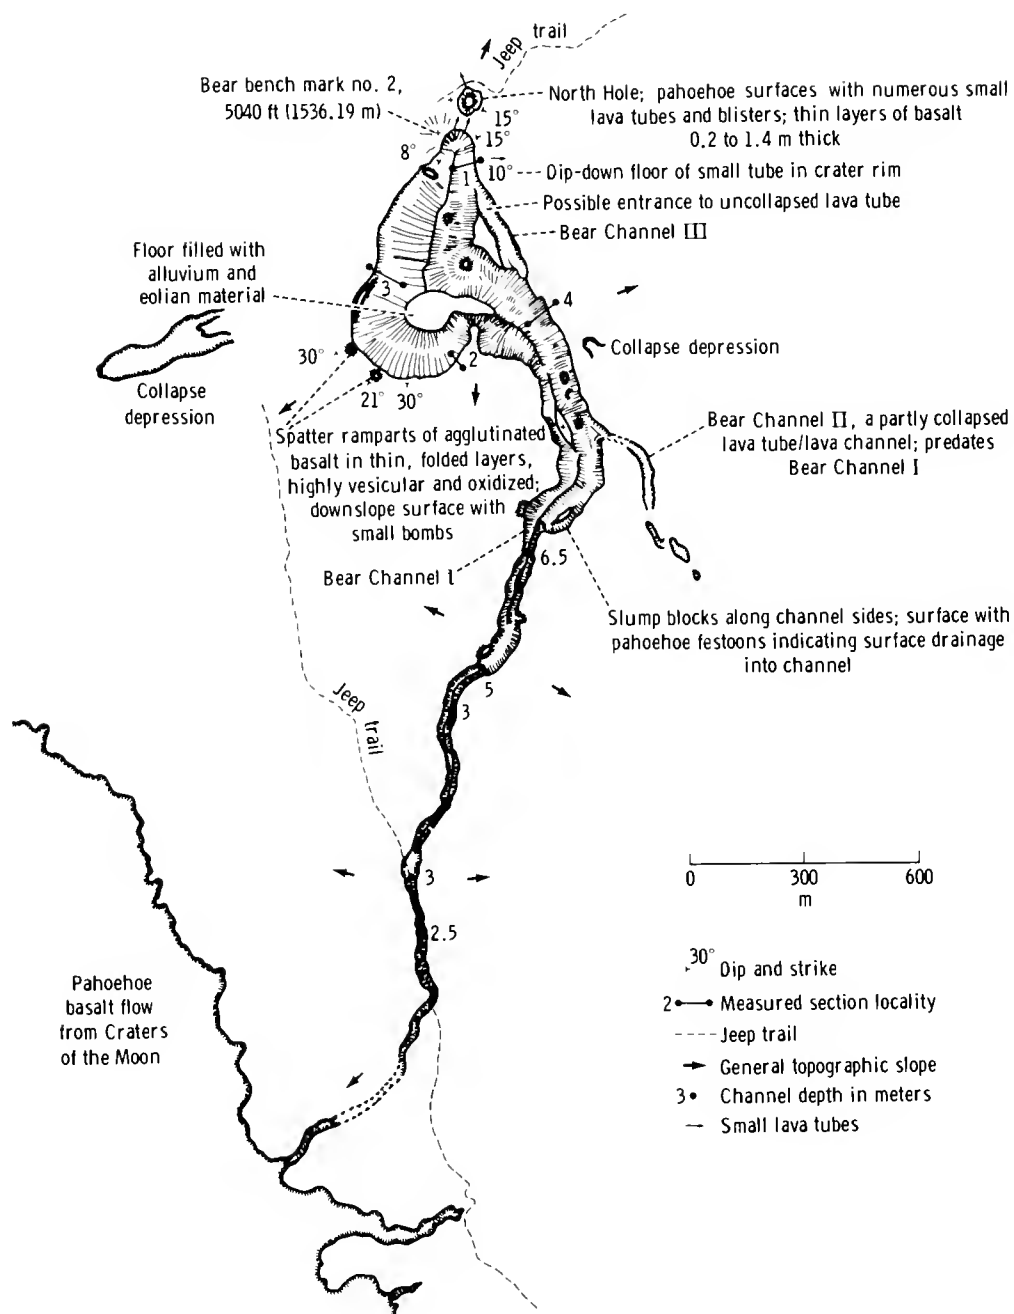 Jeep trail
Bear bench mark no. 2,
5040 ft (1536.19 m)
North Hole; pahoehoe surfaces with numerous small
lava tubes and blisters; thin layers of basalt
0.2 to 1.4 m thick
15°
15°
8°
1
10°
Dip-down floor of small tube in crater rim
Possible entrance to uncollapsed lava tube
Bear Channel III
Floor filled with
alluvium and
eolian material
3
4
Collapse depression
2
30°
21°
30°
Collapse
depression
Spatter ramparts of agglutinated
basalt in thin, folded layers,
highly vesicular and oxidized;
downslope surface with
small bombs
Bear Channel II, a partly collapsed
lava tube/lava channel; predates
Bear Channel I
Bear Channel I
6.5
Slump blocks along channel sides; surface with
pahoehoe festoons indicating surface drainage
into channel
5
3
Jeep
trail
3
2.5
0 300 600
m
Pahoehoe
basalt flow
from Craters
of the Moon
30° Dip and strike
2 Measured section locality
Jeep trail
General topographic slope
3 Channel depth in meters
Small lava tubes